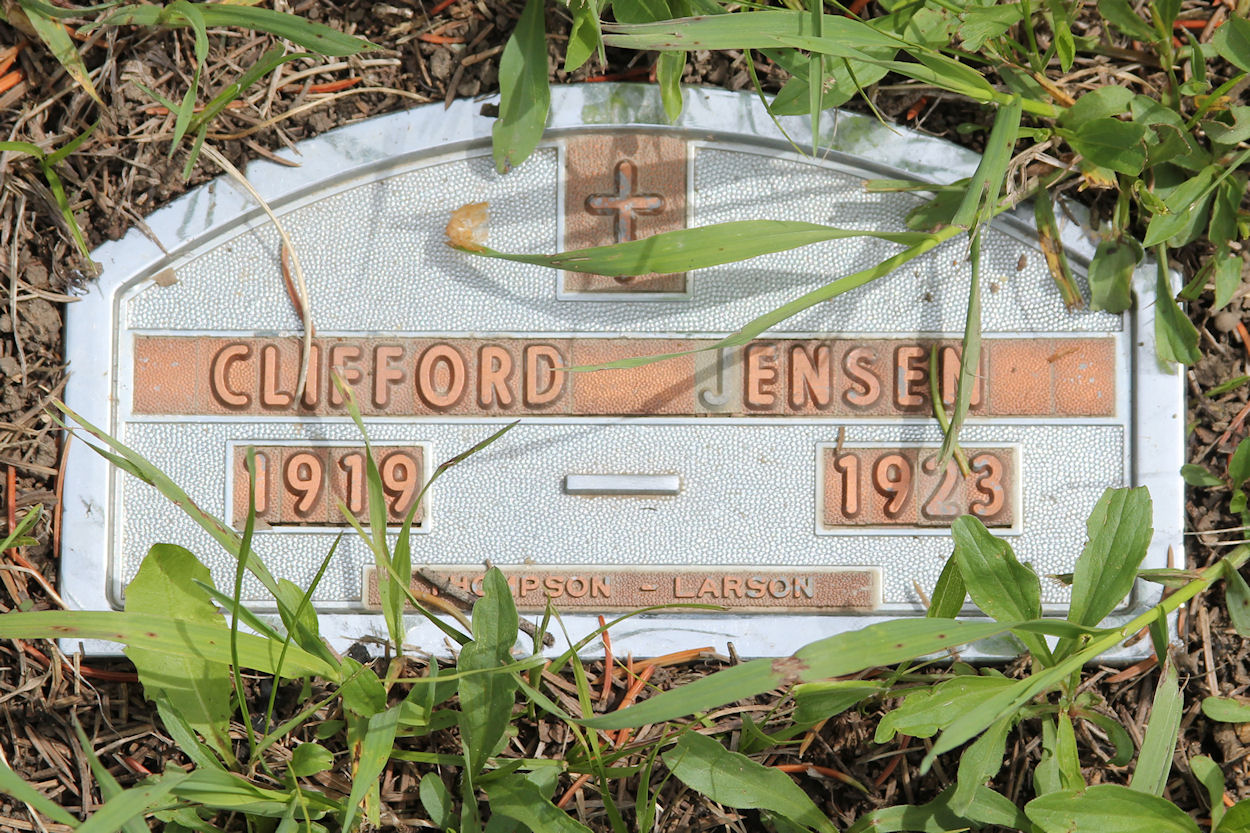 CLIFFORD JENSEN
1919 – 1923
THOMPSON - LARSON